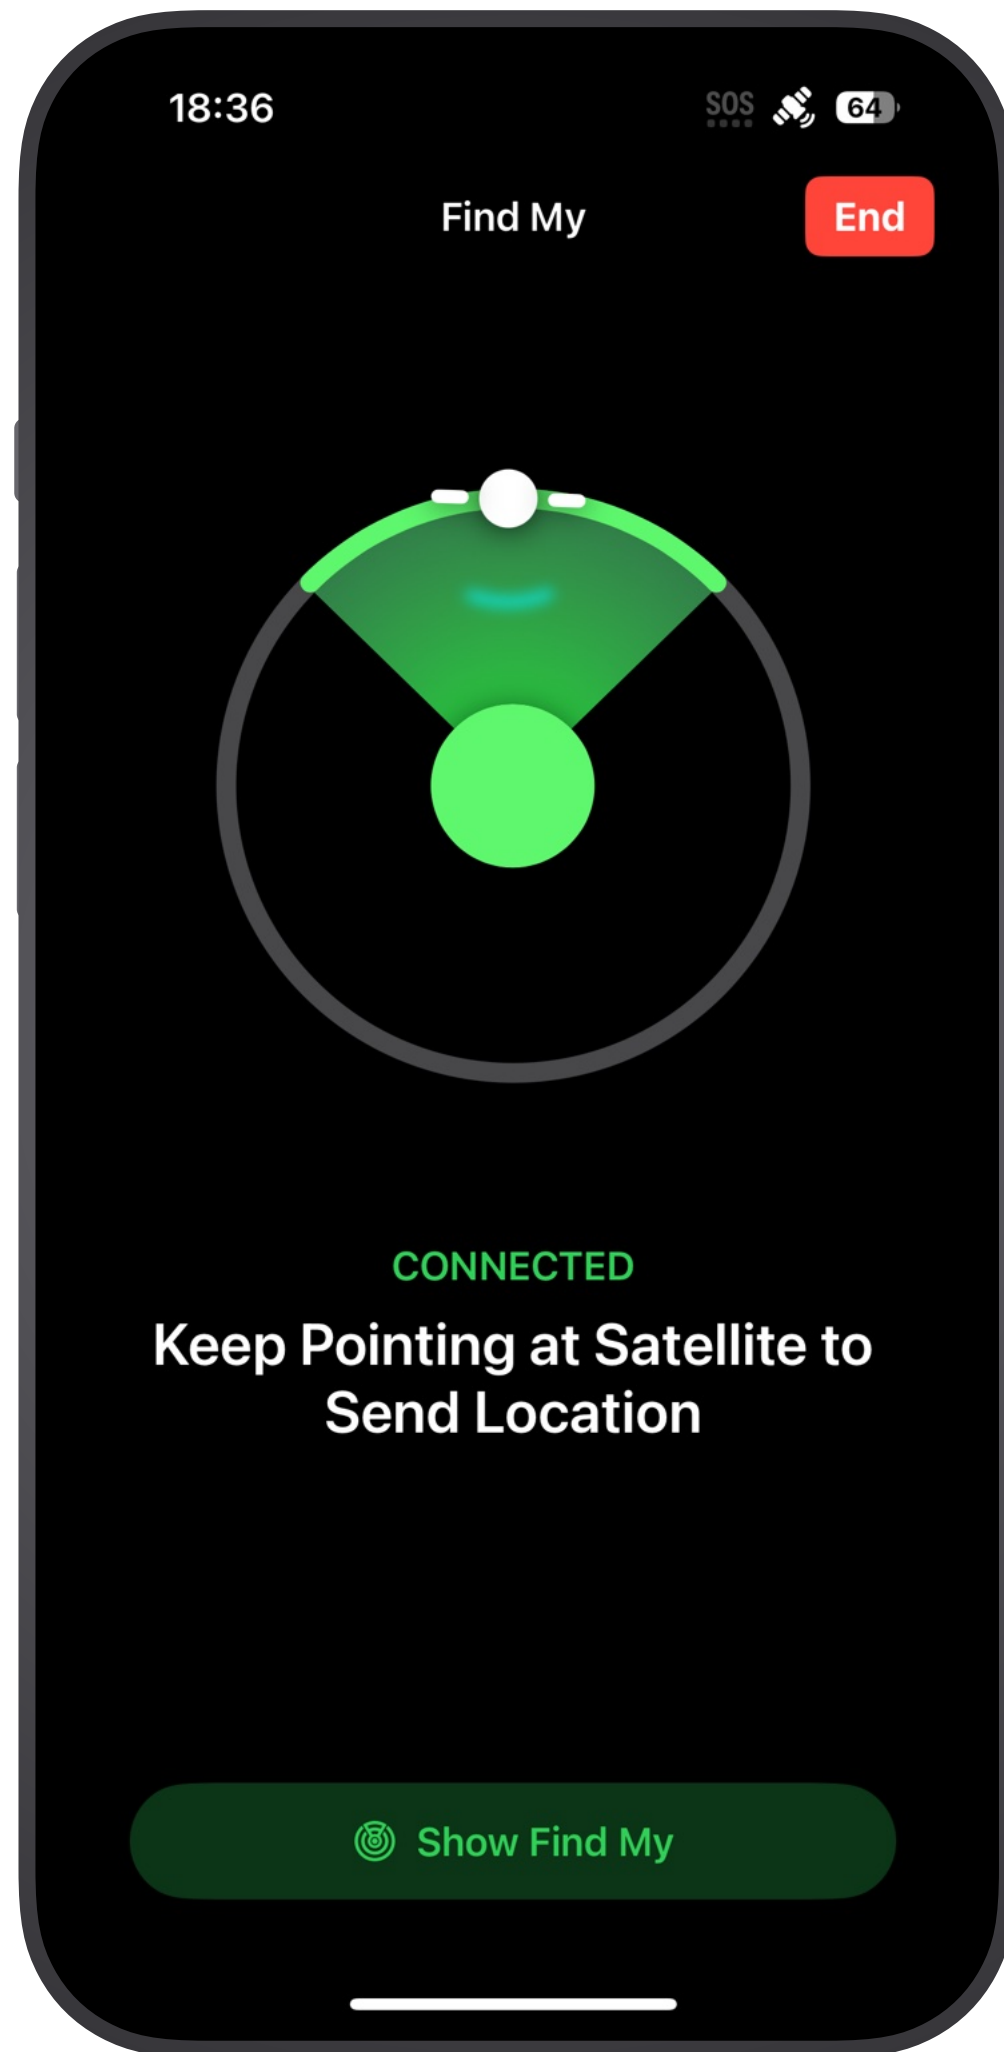 18:36
SOS
64
Find My
End
CONNECTED
Keep Pointing at Satellite to
Send Location
Show Find My